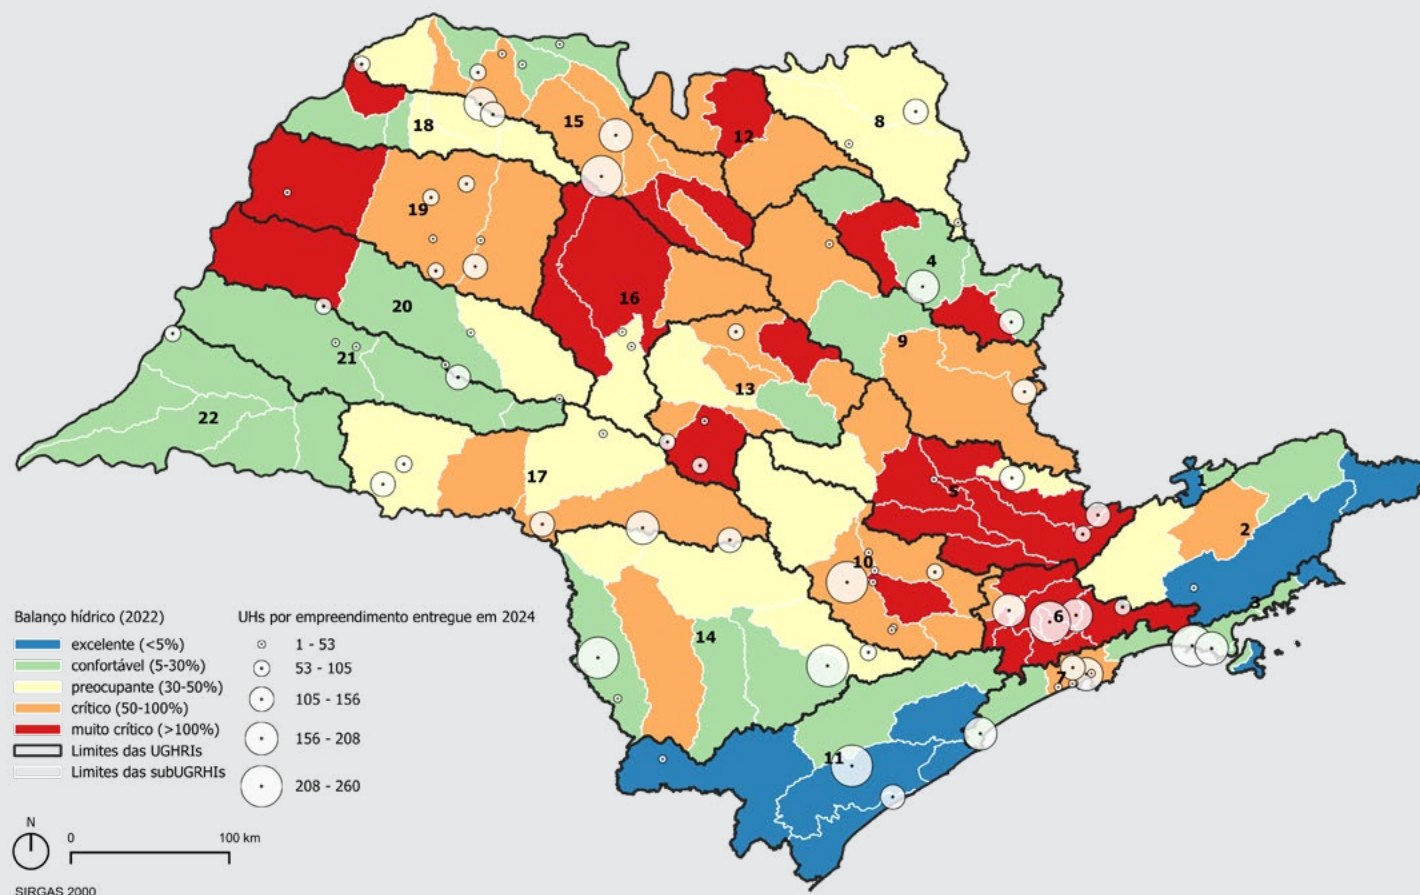 8
15
12
18
19
4
20
16
9
21
13
22
17
5
1
2
10
3
6
14
7
11
Balanço hídrico (2022)
excelente (<5%)
confortável (5-30%)
preocupante (30-50%)
crítico (50-100%)
muito crítico (>100%)
Limites das UGHRIs
Limites das subUGRHIs
UHs por empreendimento entregue em 2024
1 - 53
53 - 105
105 - 156
156 - 208
208 - 260
N
0 100 km
SIRGAS 2000